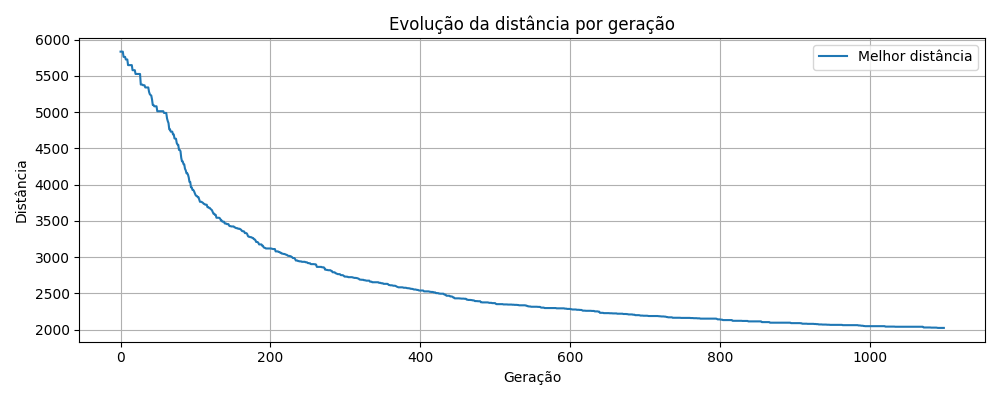 Evolução da distância por geração
Melhor distância
Distância
6000
5500
5000
4500
4000
3500
3000
2500
2000
0 200 400 600 800 1000
Geração